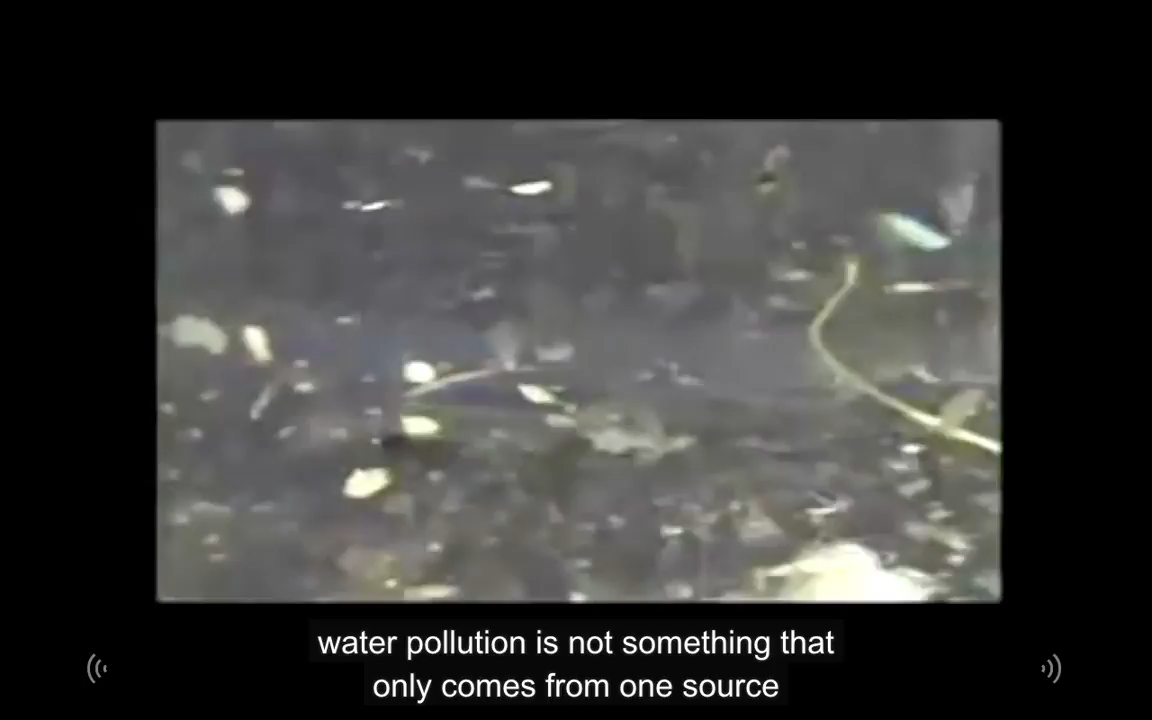 water pollution is not something that
only comes from one source